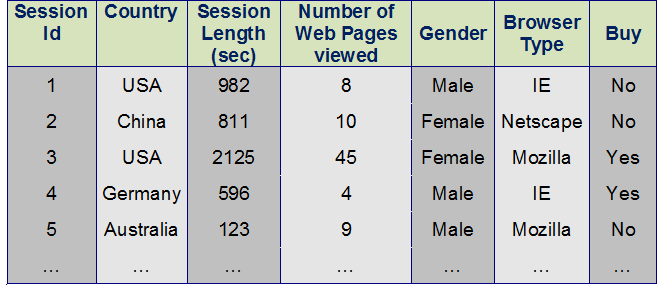 Session Id Country Session Length (sec) Number of Web Pages viewed Gender Browser Type Buy
1 USA 982 8 Male IE No
2 China 811 10 Female Netscape No
3 USA 2125 45 Female Mozilla Yes
4 Germany 596 4 Male IE Yes
5 Australia 123 9 Male Mozilla No
… … … … … … …